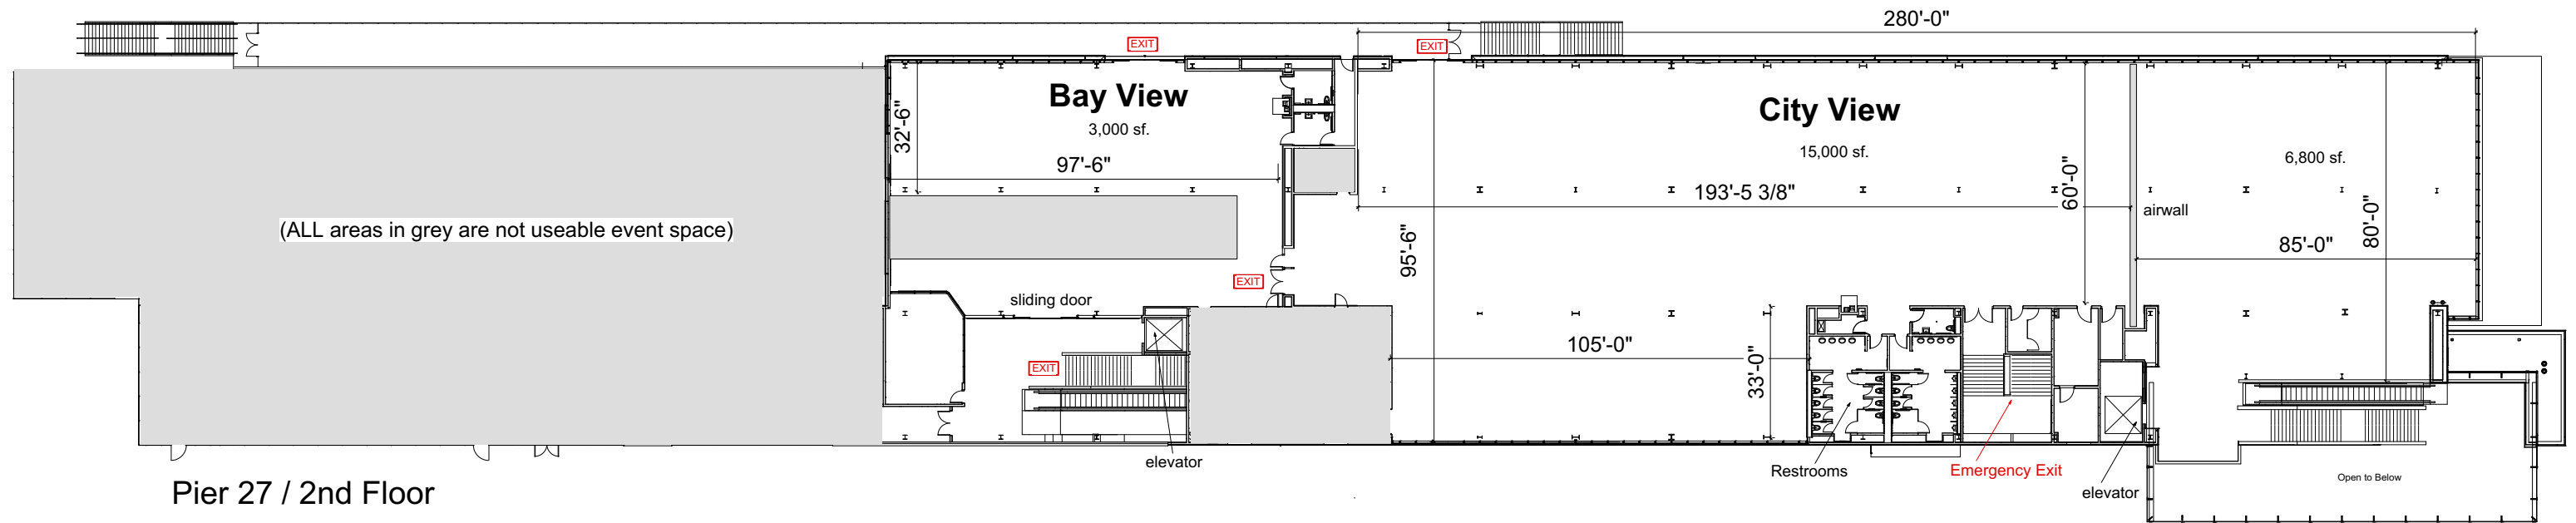 280'-0"
EXIT
EXIT
Bay View
3,000 sf.
32'-6"
97'-6"
City View
15,000 sf.
193'-5 3/8"
60'-0"
airwall
6,800 sf.
85'-0"
80'-0"
(ALL areas in grey are not useable event space)
95'-6"
EXIT
sliding door
105'-0"
33'-0"
EXIT
elevator
Restrooms
Emergency Exit
elevator
Open to Below
Pier 27 / 2nd Floor